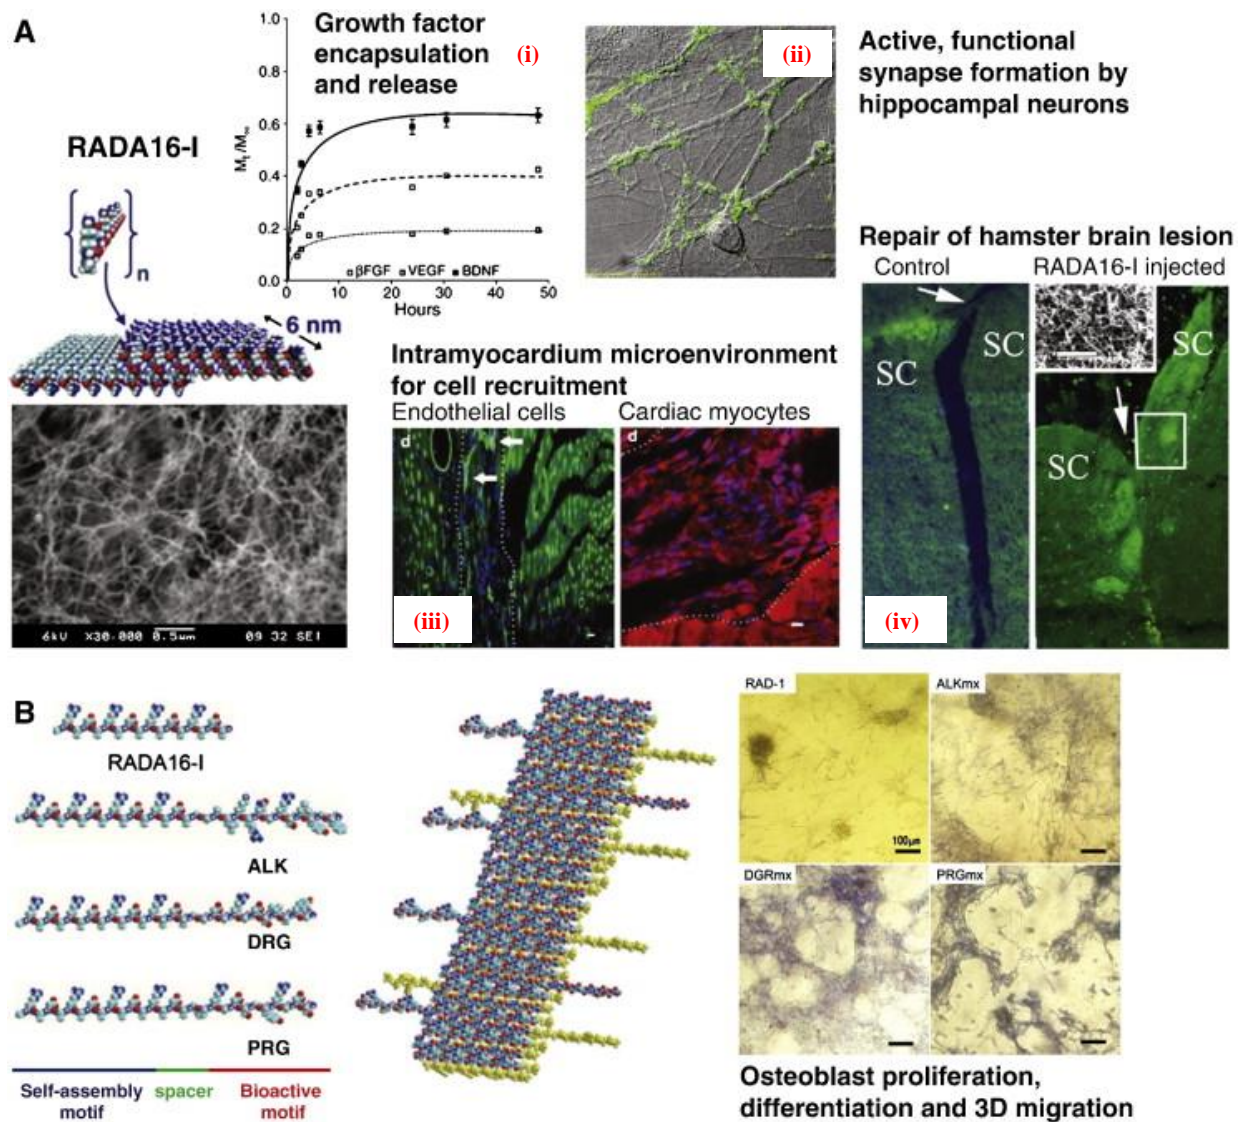 A
Growth factor
encapsulation
and release
(i)
1.0
0.8
0.6
0.4
0.2
0.0
Mt/M∞
0 10 20 30 40 50
Hours
βFGF VEGF BDNF
(ii)
Active, functional
synapse formation by
hippocampal neurons
RADA16-I
n
6 nm
6kV X30.000 0.5µm 09 32 SEI
Intramyocardium microenvironment
for cell recruitment
Endothelial cells Cardiac myocytes
d d
(iii)
Repair of hamster brain lesion
Control RADA16-I injected
SC SC SC SC
(iv)
B
RADA16-I
ALK
DRG
PRG
Self-assembly
motif
spacer
Bioactive
motif
RAD-1 ALKmx
100µm
DGRmx PRGmx
Osteoblast proliferation,
differentiation and 3D migration